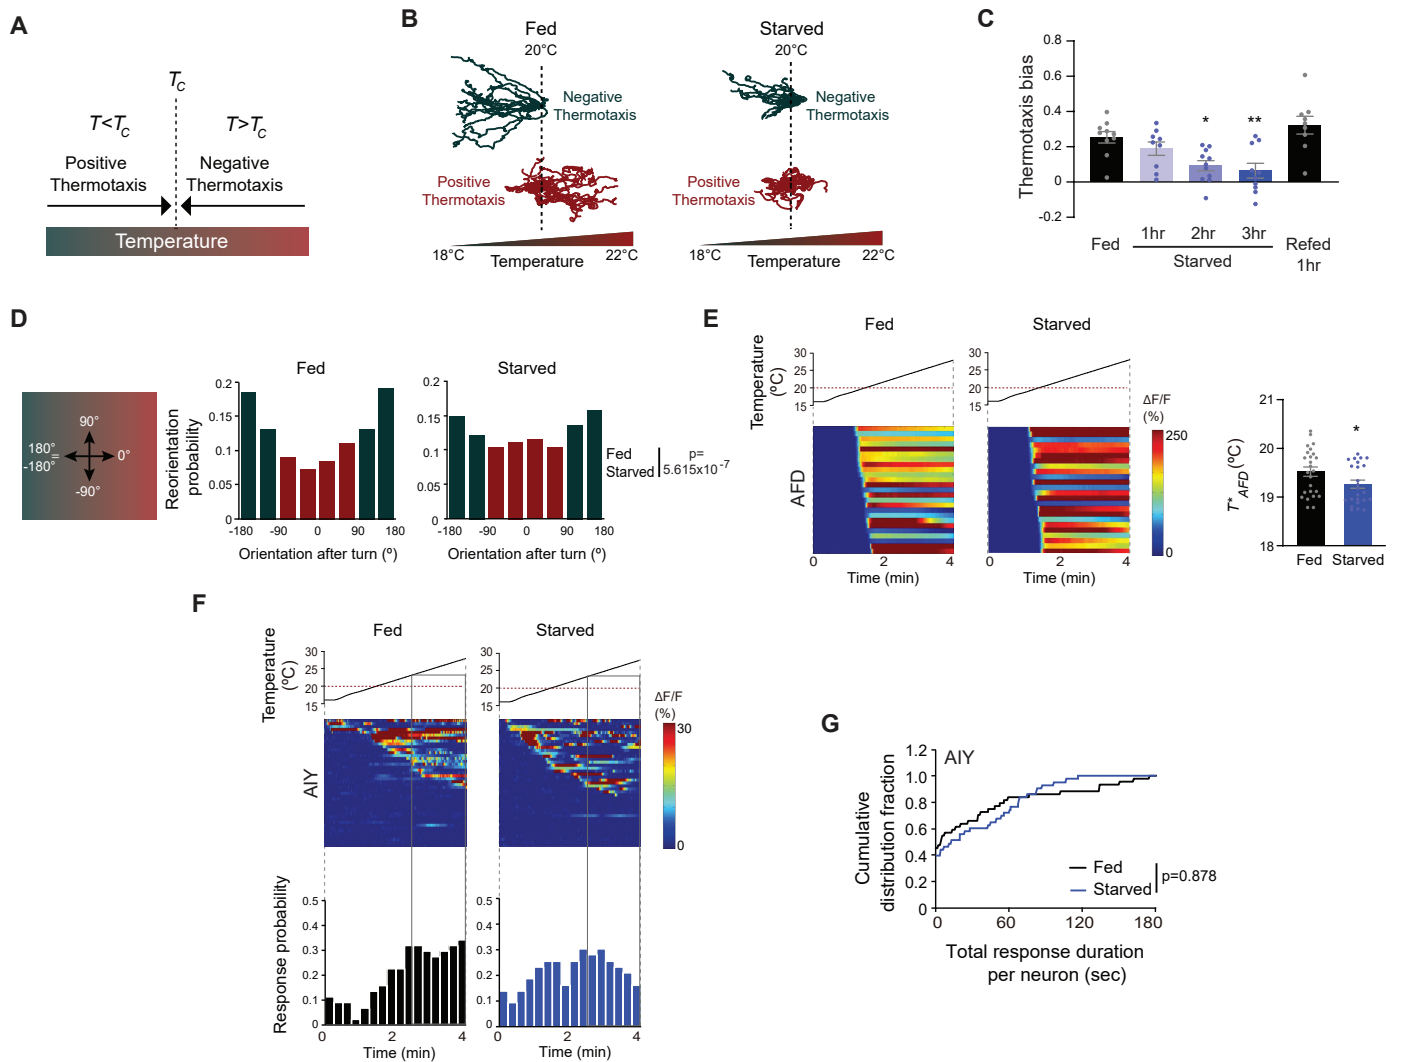 A
T_C
T<T_C
T>T_C
Positive
Thermotaxis
Negative
Thermotaxis
Temperature
B
Fed
20°C
Negative
Thermotaxis
Positive
Thermotaxis
18°C
22°C
Temperature
Starved
20°C
Negative
Thermotaxis
Positive
Thermotaxis
18°C
22°C
Temperature
C
Thermotaxis bias
0.8
0.6
0.4
0.2
0
-0.2
*
**
Fed
1hr
2hr
3hr
Starved
Refed
1hr
D
90°
180°
=
-180°
0°
-90°
Fed
Reorientation
probability
0.2
0.15
0.1
0.05
0
-180
-90
0
90
180
Orientation after turn (º)
Starved
0.2
0.15
0.1
0.05
0
-180
-90
0
90
180
Orientation after turn (º)
Fed
Starved
p=
5.615x10⁻⁷
E
Fed
Starved
Temperature
(ºC)
30
20
15
30
20
15
AFD
0
2
4
Time (min)
0
2
4
Time (min)
ΔF/F
(%)
250
0
T*AFD (ºC)
21
20
19
18
*
Fed
Starved
F
Fed
Starved
Temperature
(ºC)
30
25
20
15
30
25
20
15
AIY
ΔF/F
(%)
30
0
Response probability
0.5
0.4
0.3
0.2
0.1
0
0
2
4
Time (min)
0.5
0.4
0.3
0.2
0.1
0
0
2
4
Time (min)
G
AIY
Cumulative
distribution fraction
1.2
1.0
0.8
0.6
0.4
0.2
0
0
60
120
180
Fed
Starved
p=0.878
Total response duration
per neuron (sec)